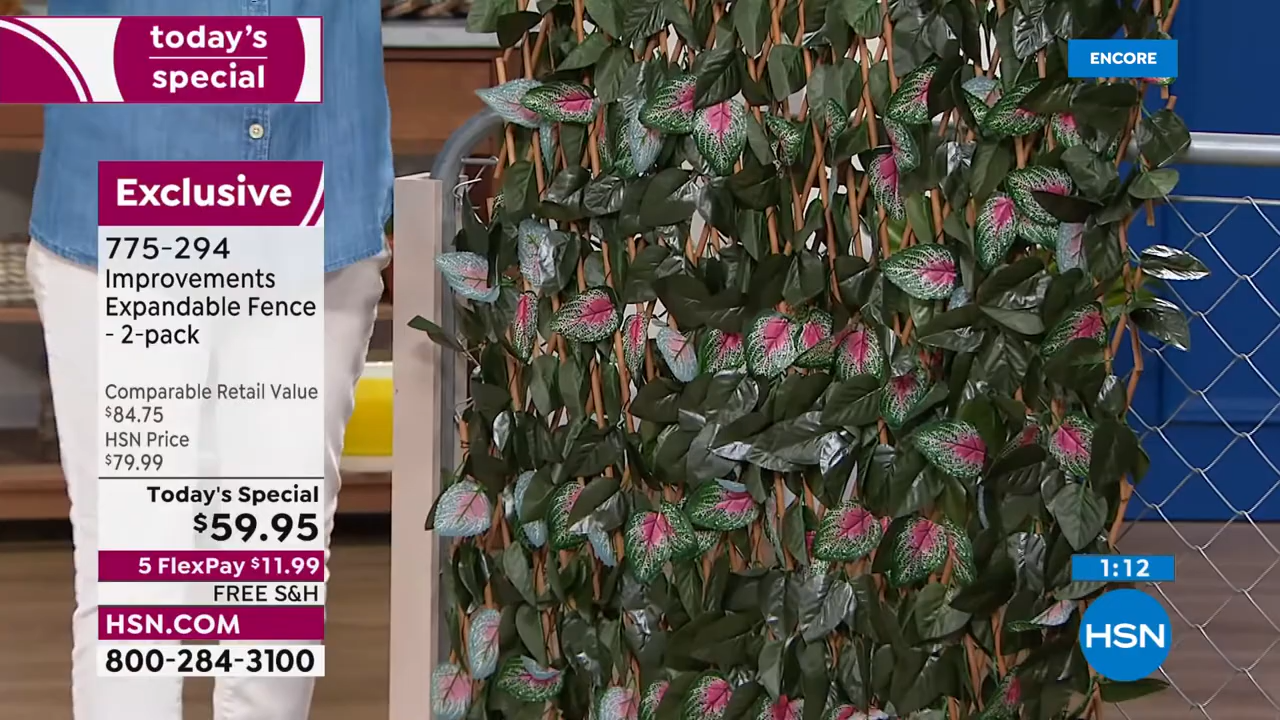 today's
special
ENCORE
Exclusive
775-294
Improvements
Expandable Fence
- 2-pack
Comparable Retail Value
$84.75
HSN Price
$79.99
Today's Special
$59.95
5 FlexPay $11.99
FREE S&H
HSN.COM
800-284-3100
1:12
HSN